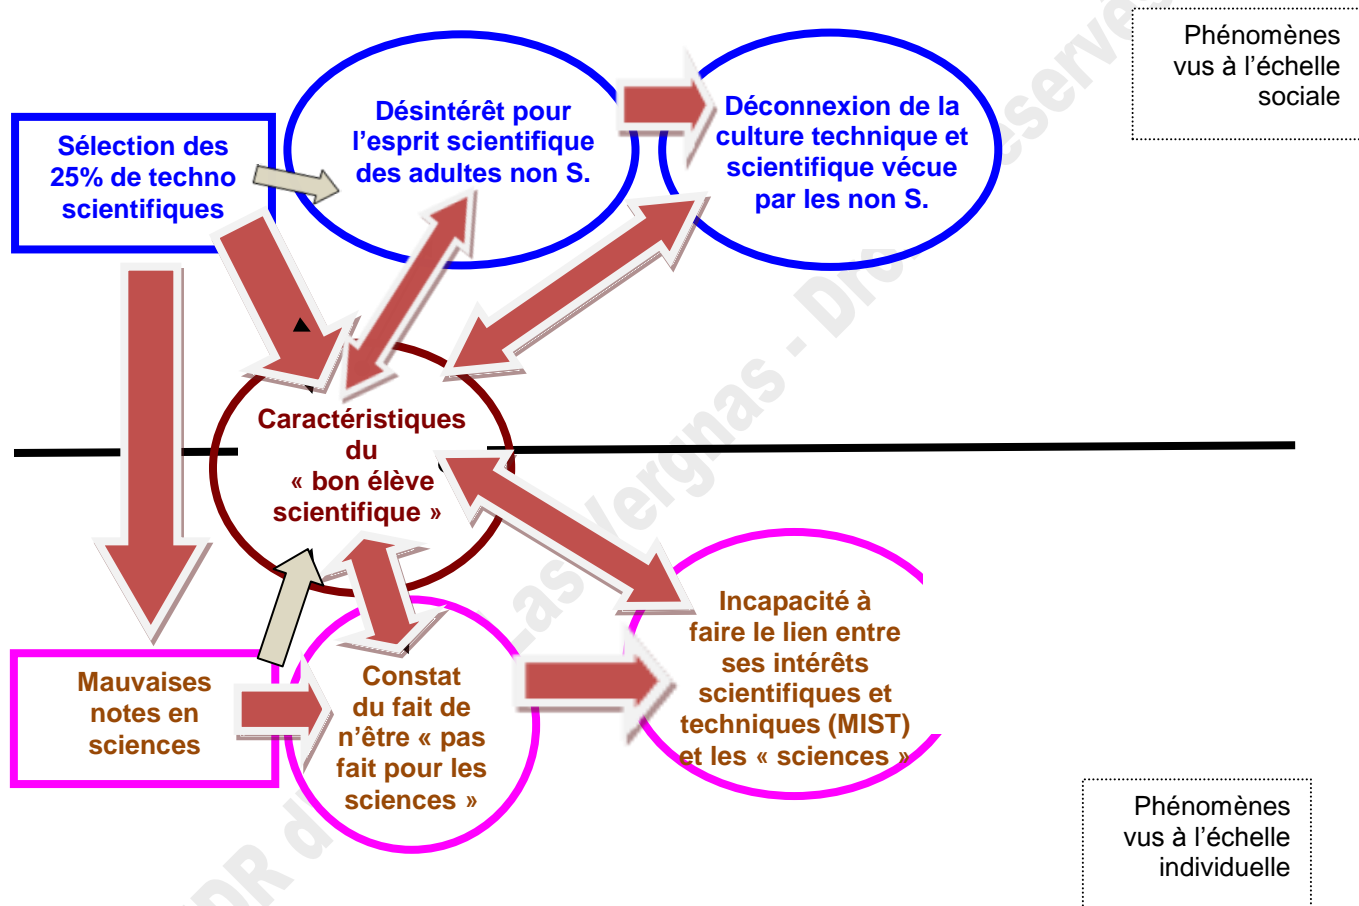 Phénomènes
vus à l'échelle
sociale
Sélection des
25% de techno
scientifiques
Désintérêt pour
l'esprit scientifique
des adultes non S.
Déconnexion de la
culture technique et
scientifique vécue
par les non S.
Caractéristiques
du
« bon élève
scientifique »
Mauvaises
notes en
sciences
Constat
du fait de
n'être « pas
fait pour les
sciences »
Incapacité à
faire le lien entre
ses intérêts
scientifiques et
techniques (MIST)
et les « sciences »
Phénomènes
vus à l'échelle
individuelle